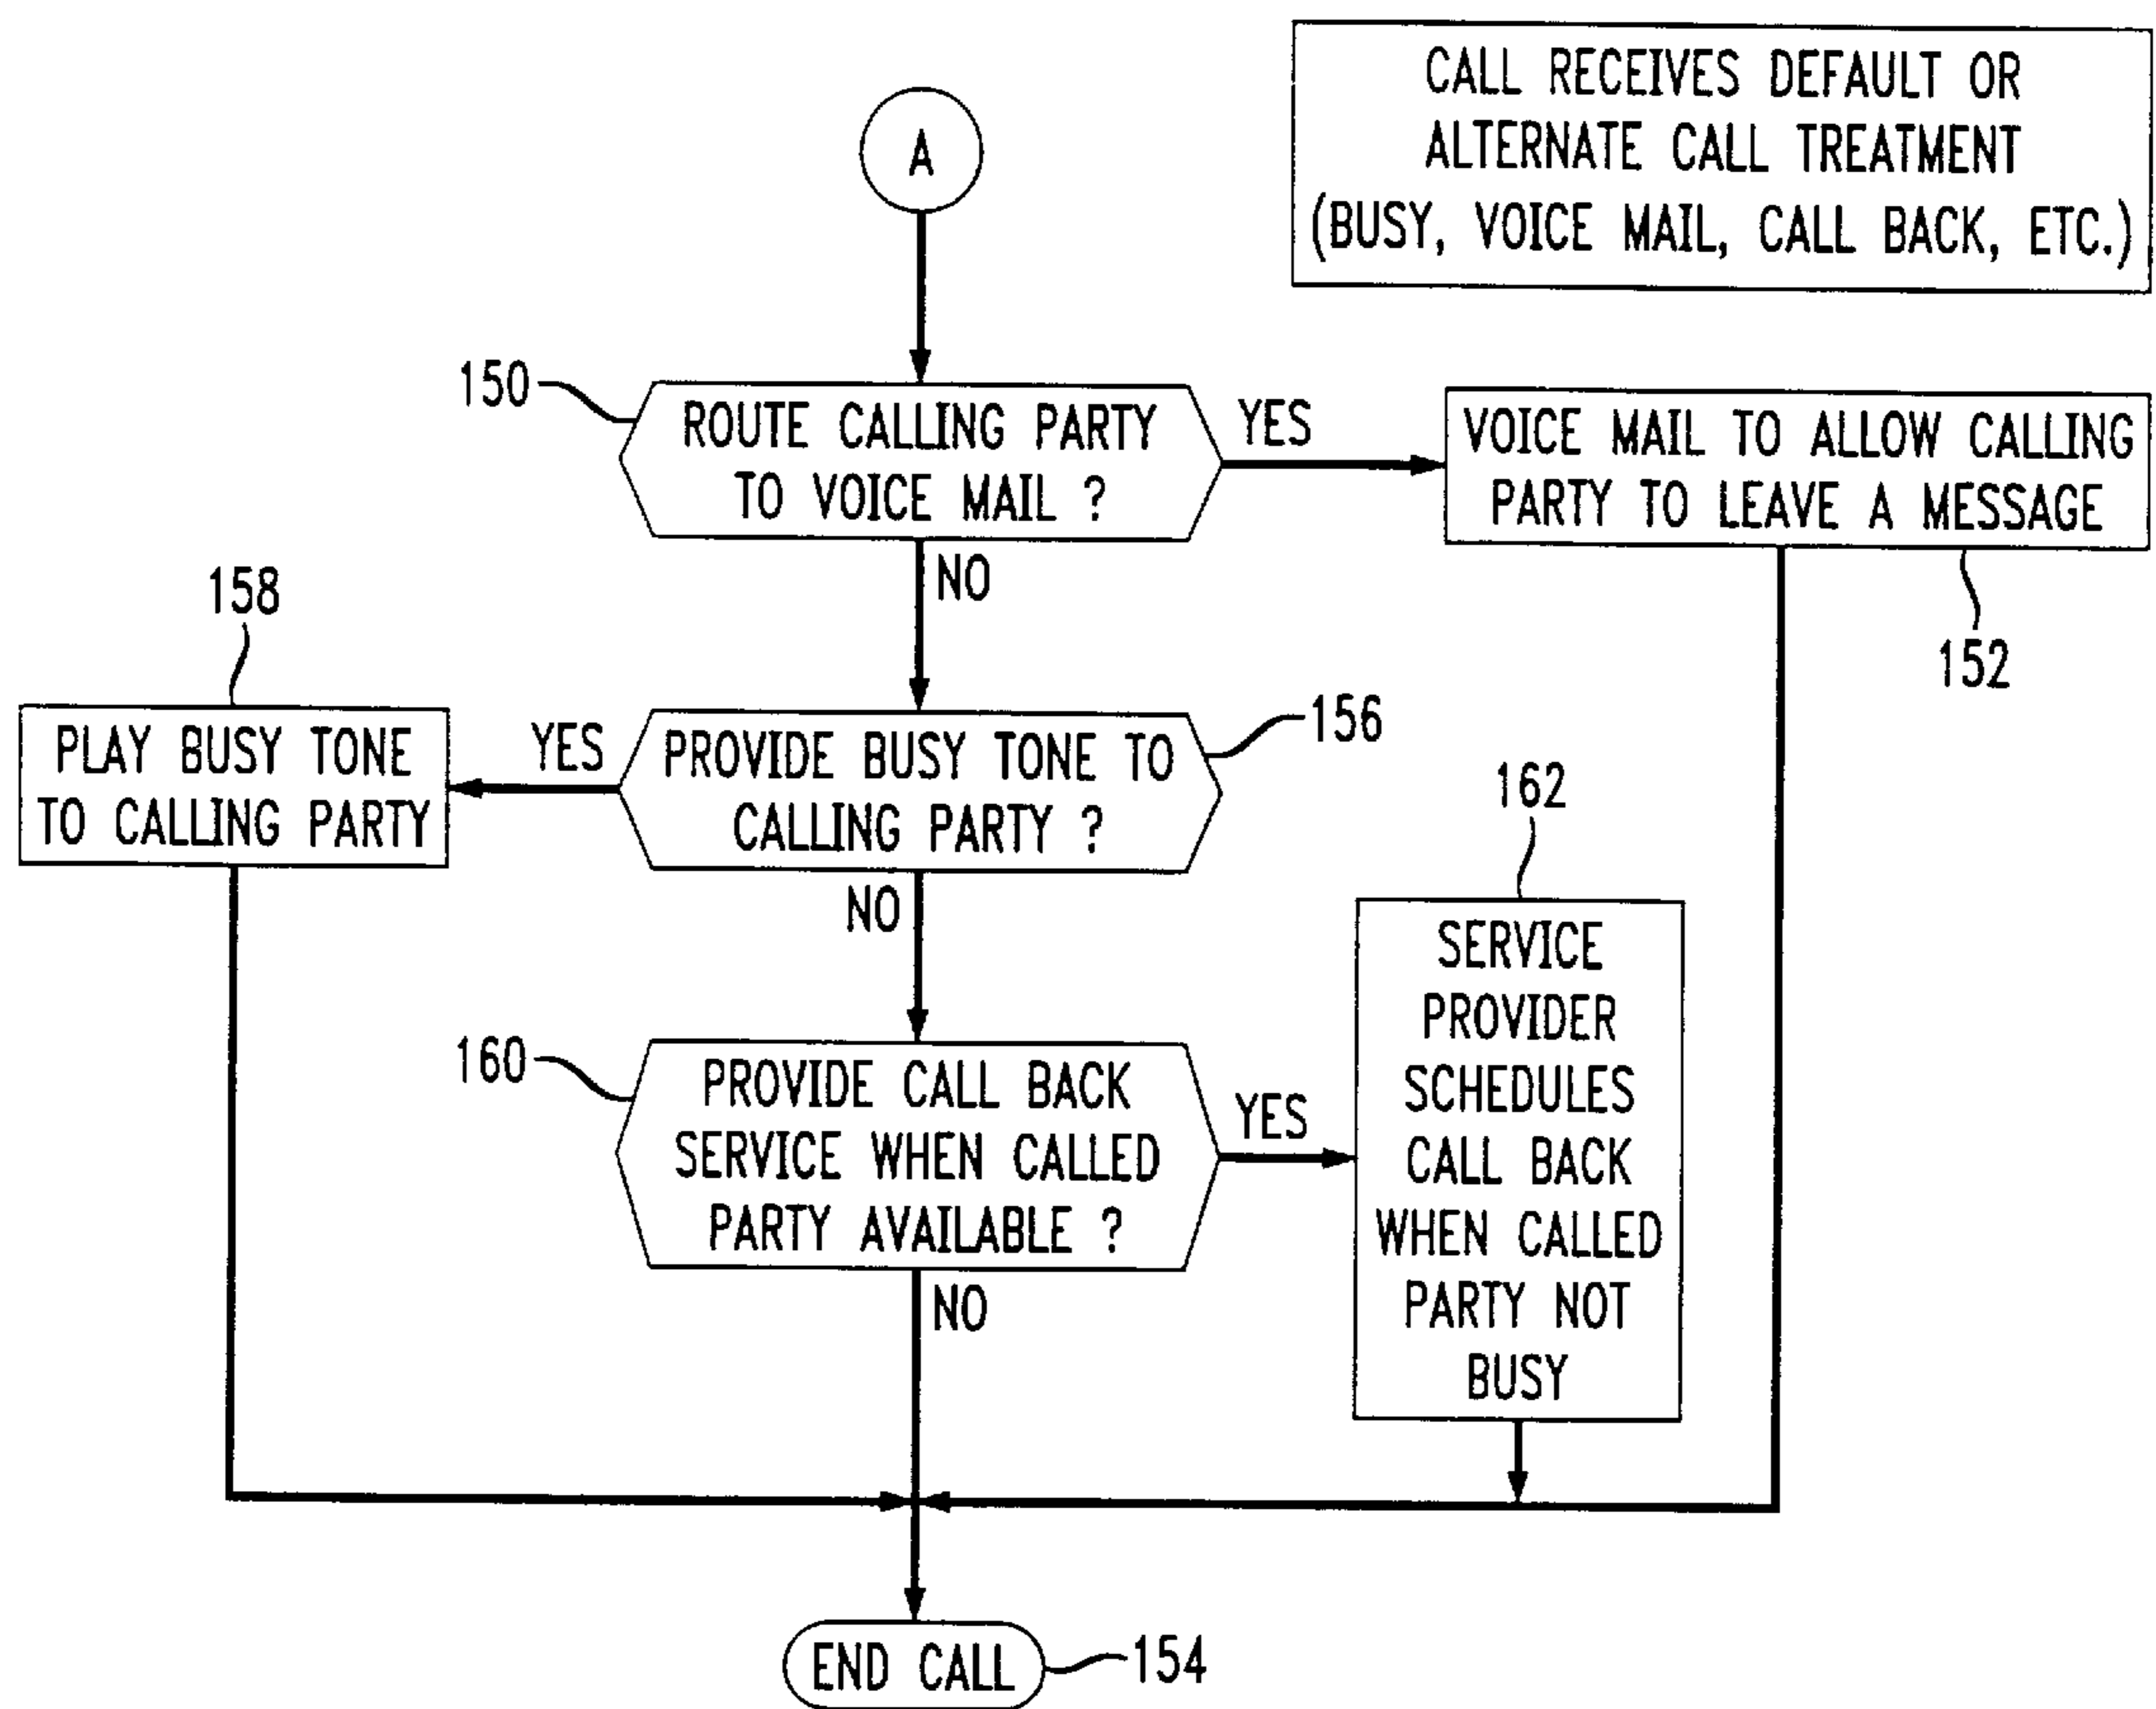 CALL RECEIVES DEFAULT OR
ALTERNATE CALL TREATMENT
(BUSY, VOICE MAIL, CALL BACK, ETC.)
A
150
ROUTE CALLING PARTY
TO VOICE MAIL ?
YES
VOICE MAIL TO ALLOW CALLING
PARTY TO LEAVE A MESSAGE
NO
152
158
PLAY BUSY TONE
TO CALLING PARTY
YES
PROVIDE BUSY TONE TO
CALLING PARTY ?
156
NO
162
SERVICE
PROVIDER
SCHEDULES
CALL BACK
WHEN CALLED
PARTY NOT
BUSY
160
PROVIDE CALL BACK
SERVICE WHEN CALLED
PARTY AVAILABLE ?
YES
NO
END CALL
154